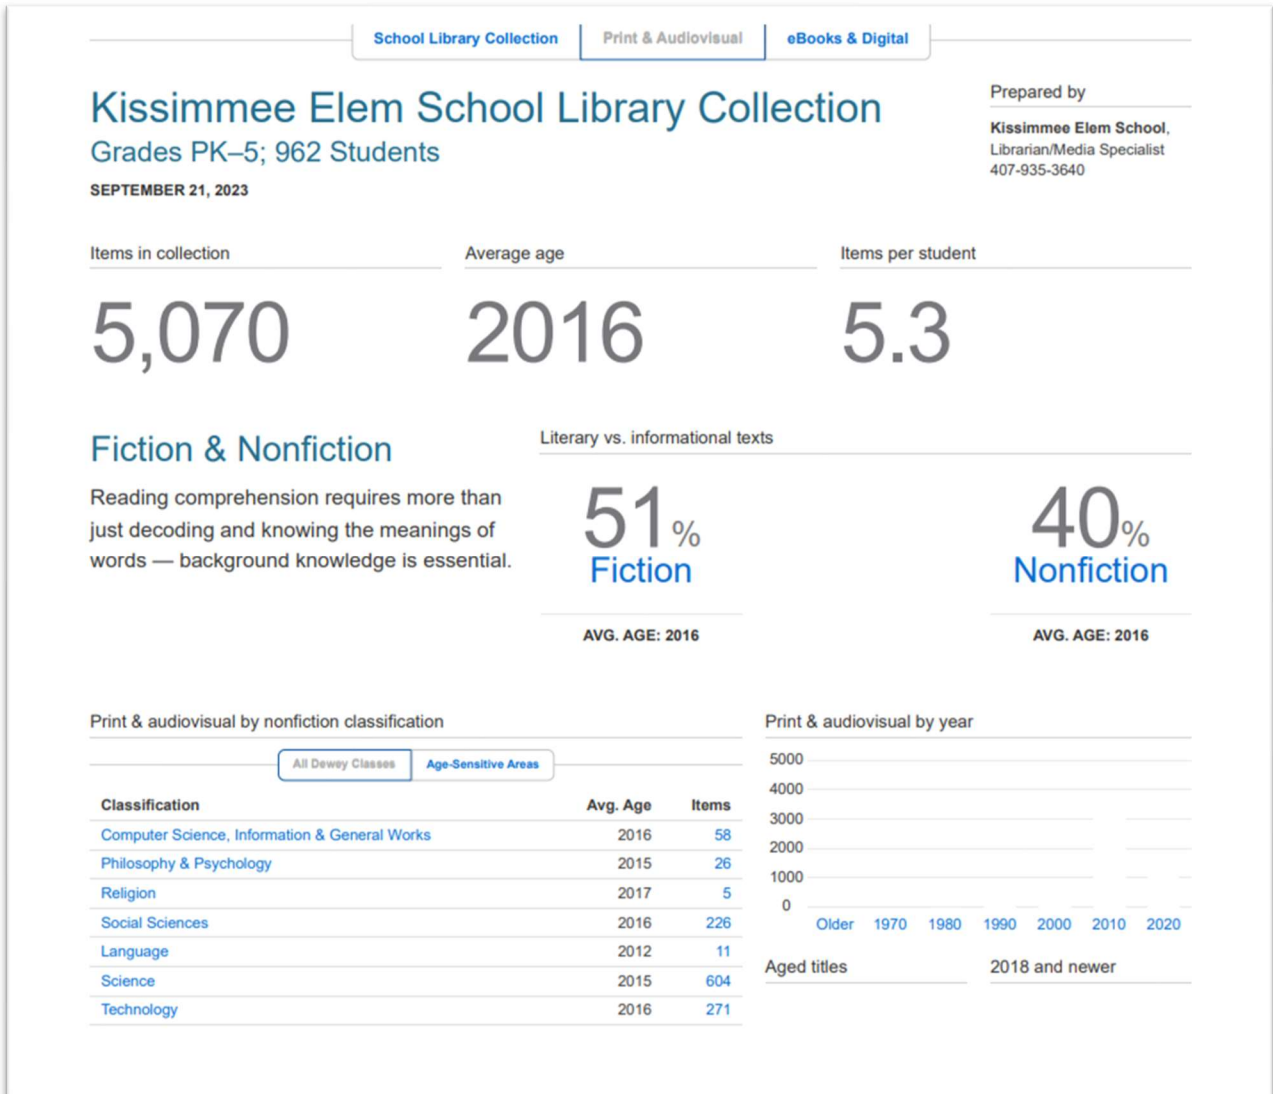 School Library Collection Print & Audiovisual eBooks & Digital
Kissimmee Elem School Library Collection
Grades PK–5; 962 Students
SEPTEMBER 21, 2023
Prepared by
Kissimmee Elem School,
Librarian/Media Specialist
407-935-3640
Items in collection
5,070
Average age
2016
Items per student
5.3
Fiction & Nonfiction
Reading comprehension requires more than
just decoding and knowing the meanings of
words — background knowledge is essential.
Literary vs. informational texts
51%
Fiction
AVG. AGE: 2016
40%
Nonfiction
AVG. AGE: 2016
Print & audiovisual by nonfiction classification
All Dewey Classes Age-Sensitive Areas
Classification Avg. Age Items
Computer Science, Information & General Works 2016 58
Philosophy & Psychology 2015 26
Religion 2017 5
Social Sciences 2016 226
Language 2012 11
Science 2015 604
Technology 2016 271
Print & audiovisual by year
5000
4000
3000
2000
1000
0
Older 1970 1980 1990 2000 2010 2020
Aged titles
2018 and newer